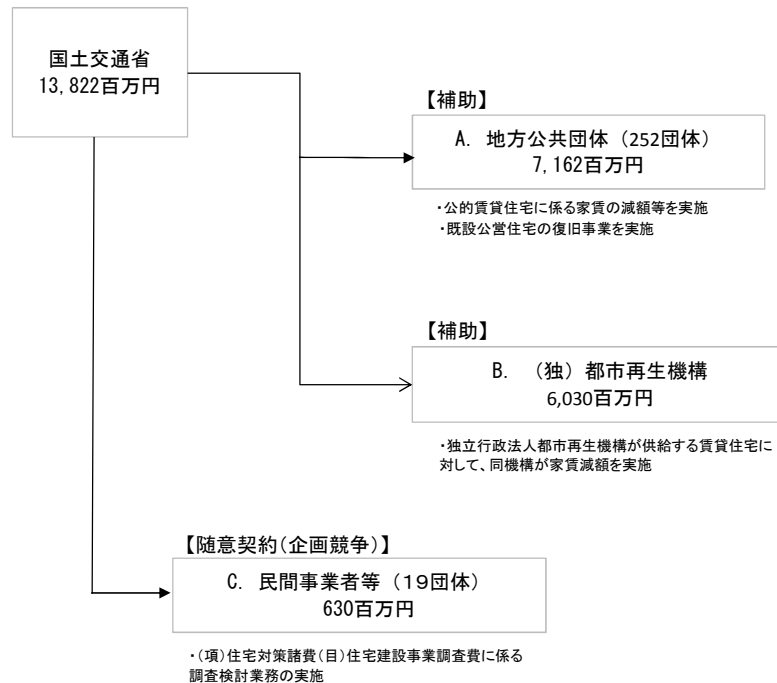 国土交通省
13,822百万円
【補助】
A. 地方公共団体（252団体）
7,162百万円
・公的賃貸住宅に係る家賃の減額等を実施
・既設公営住宅の復旧事業を実施
【補助】
B. （独）都市再生機構
6,030百万円
・独立行政法人都市再生機構が供給する賃貸住宅に
対して、同機構が家賃減額を実施
【随意契約(企画競争)】
C. 民間事業者等（１９団体）
630百万円
・(項)住宅対策諸費(目)住宅建設事業調査費に係る
調査検討業務の実施